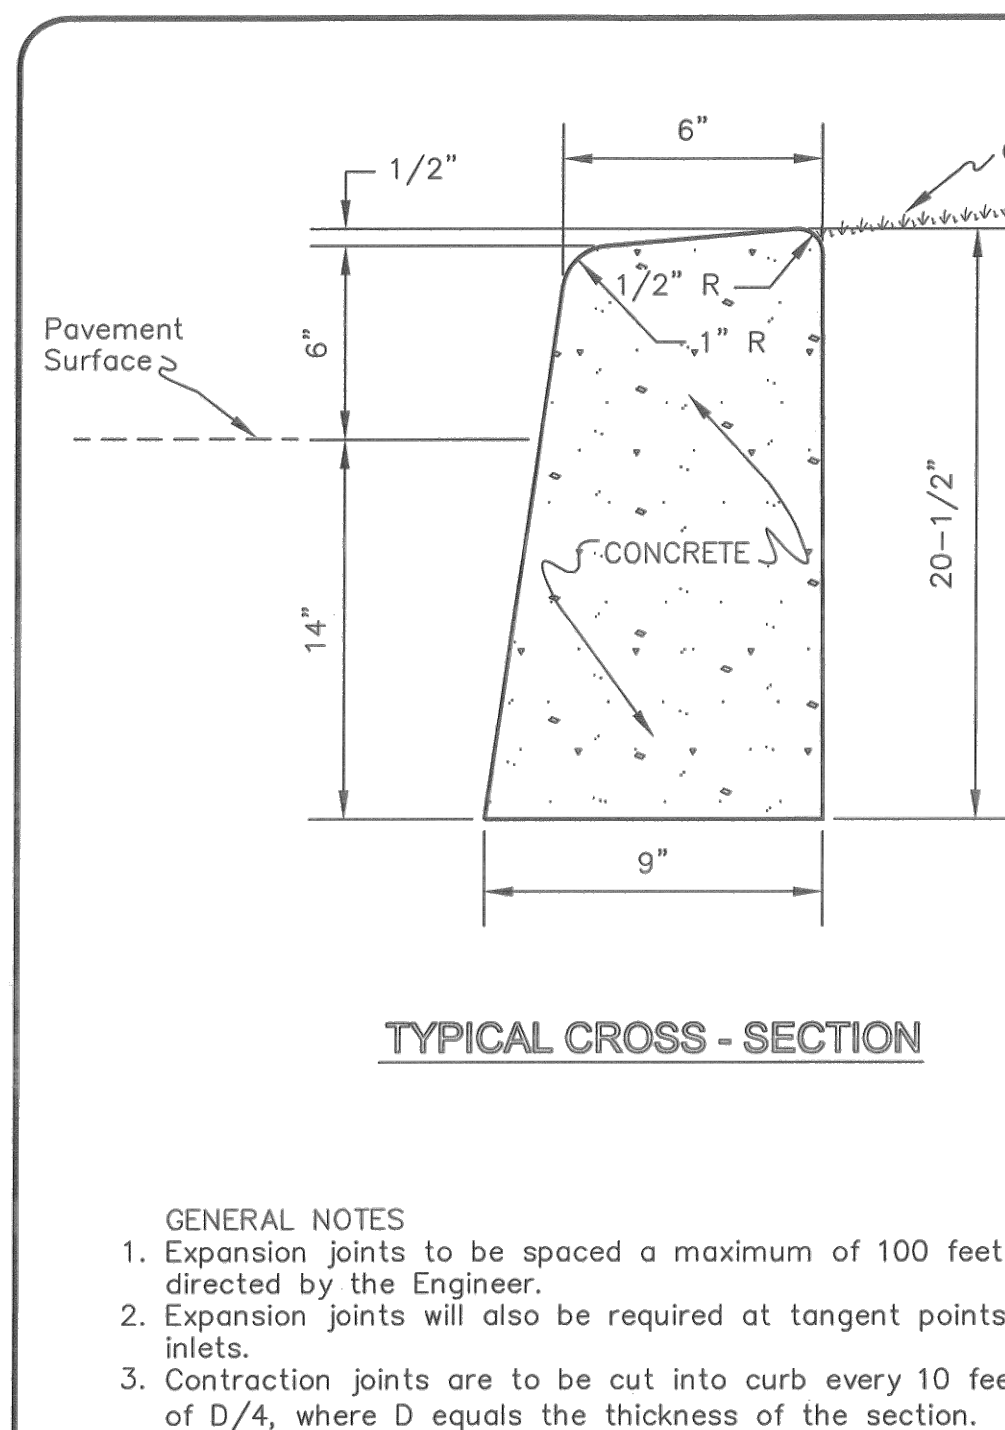 6”
1/2”
1/2” R
1” R
Pavement
Surface
6”
20–1/2”
CONCRETE
14”
9”
TYPICAL CROSS - SECTION
GENERAL NOTES
1. Expansion joints to be spaced a maximum of 100 feet
directed by the Engineer.
2. Expansion joints will also be required at tangent points
inlets.
3. Contraction joints are to be cut into curb every 10
of D/4, where D equals the thickness of the section.